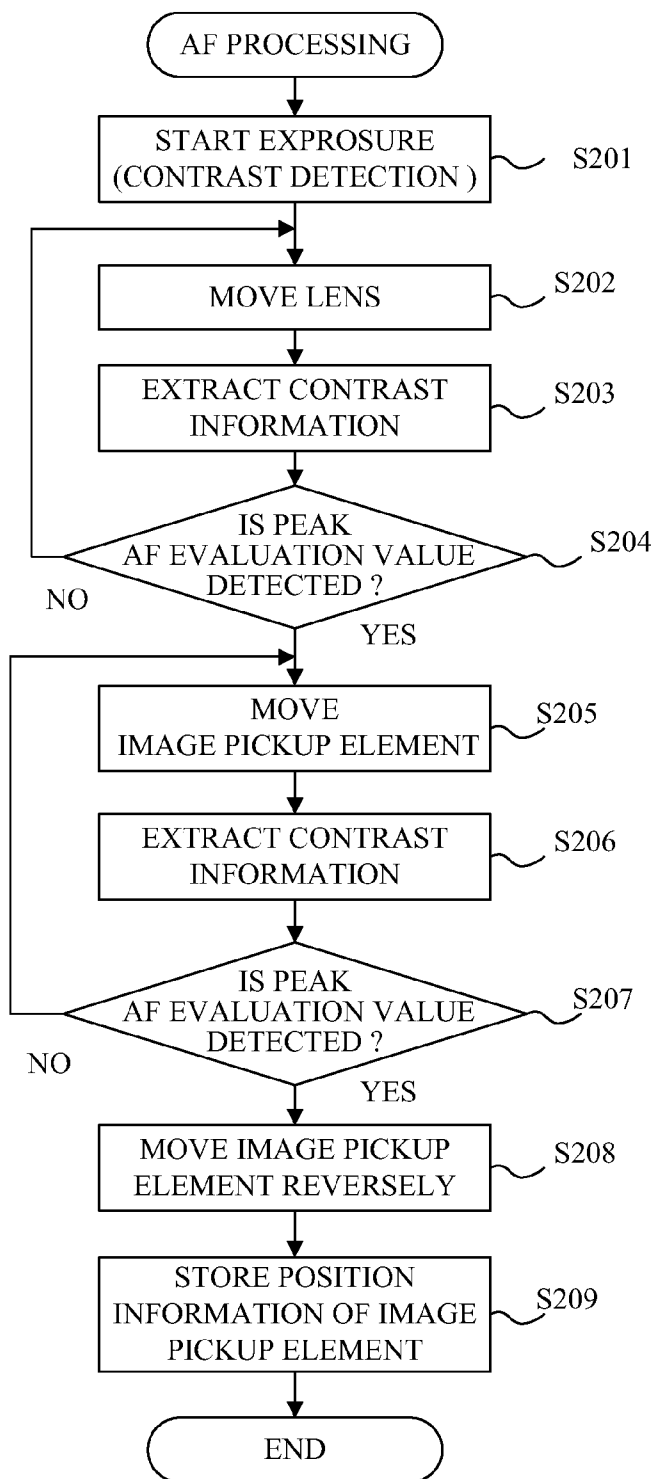 AF PROCESSING
START EXPROSURE
(CONTRAST DETECTION )
S201
MOVE LENS
S202
EXTRACT CONTRAST
INFORMATION
S203
IS PEAK
AF EVALUATION VALUE
DETECTED ?
S204
NO
YES
MOVE
IMAGE PICKUP ELEMENT
S205
EXTRACT CONTRAST
INFORMATION
S206
IS PEAK
AF EVALUATION VALUE
DETECTED ?
S207
NO
YES
MOVE IMAGE PICKUP
ELEMENT REVERSELY
S208
STORE POSITION
INFORMATION OF IMAGE
PICKUP ELEMENT
S209
END